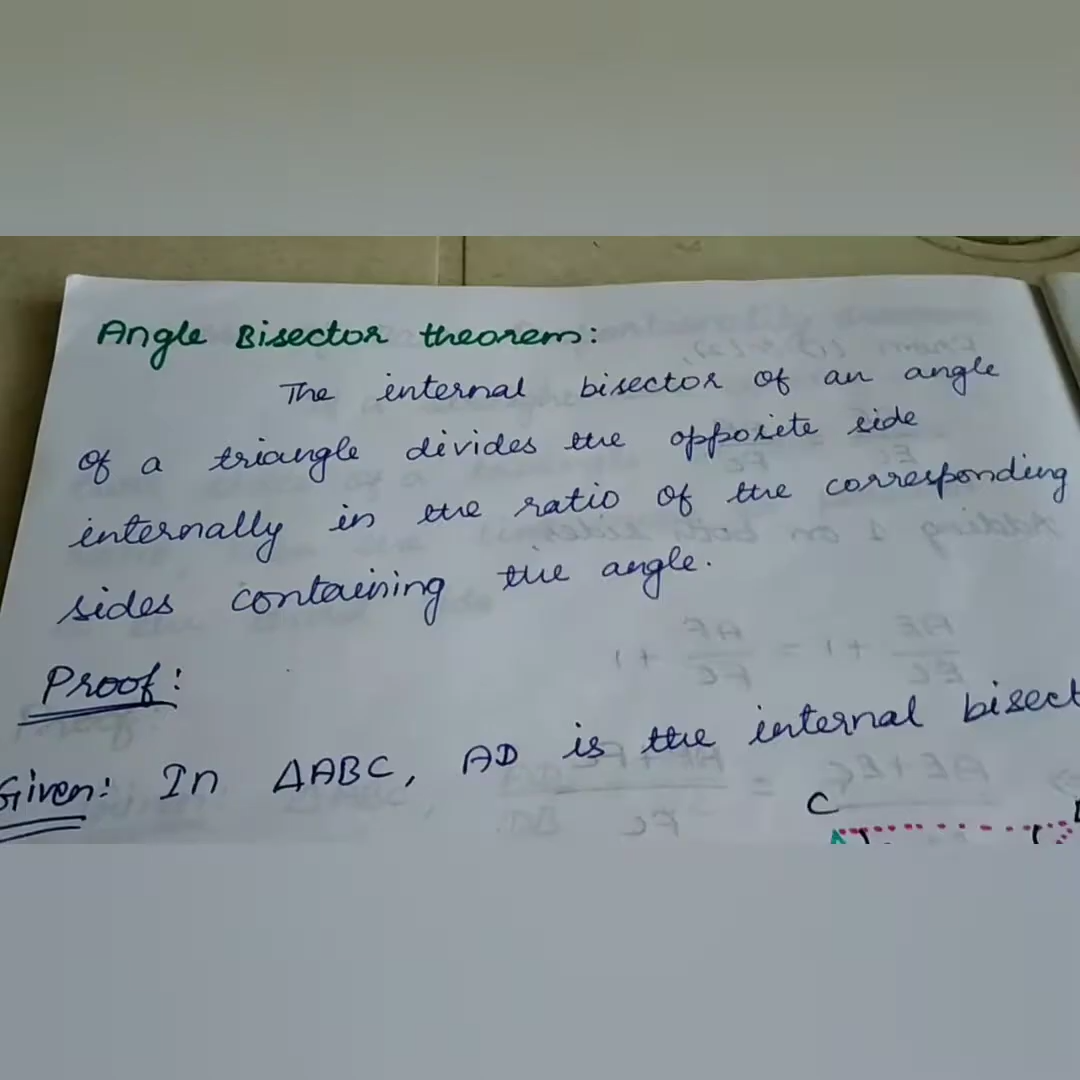 Angle Bisector theorem:
The internal bisector of an angle
of a triangle divides the opposite side
internally in the ratio of the corresponding
sides containing the angle.
Proof:
Given: In ΔABC, AD is the internal bisect
C